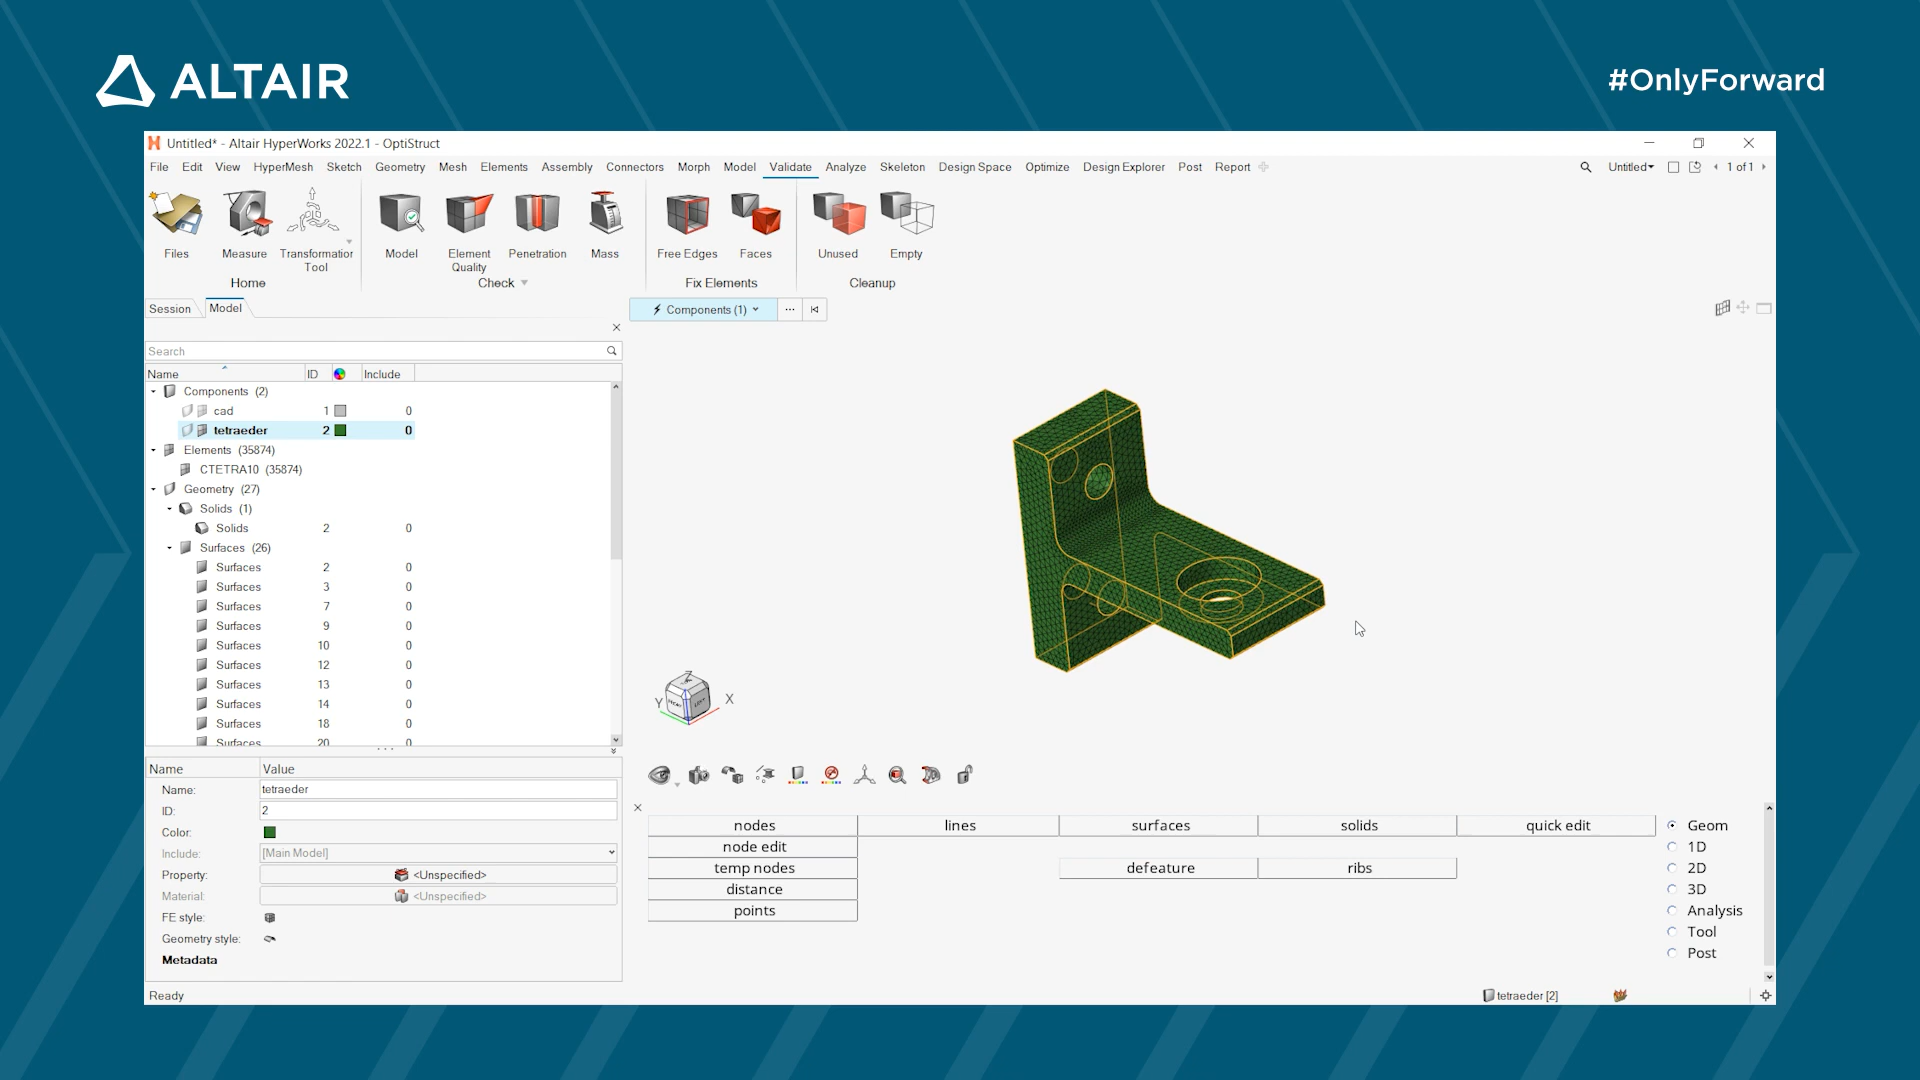 ALTAIR
#OnlyForward
Untitled* - Altair HyperWorks 2022.1 - OptiStruct
File Edit View HyperMesh Sketch Geometry Mesh Elements Assembly Connectors Morph Model Validate Analyze Skeleton Design Space Optimize Design Explorer Post Report Untitled 1 of 1
Files Measure Transformation Tool Model Element Quality Penetration Mass Free Edges Faces Unused Empty
Home Check Fix Elements Cleanup
Session Model
Components (1) ...
Search
Name ID Include
Components (2)
cad 1 0
tetraeder 2 0
Elements (35874)
CTETRA10 (35874)
Geometry (27)
Solids (1)
Solids 2 0
Surfaces (26)
Surfaces 2 0
Surfaces 3 0
Surfaces 7 0
Surfaces 9 0
Surfaces 10 0
Surfaces 12 0
Surfaces 13 0
Surfaces 14 0
Surfaces 18 0
Surfaces 20 0
Z
Y
X
Name Value
Name: tetraeder
ID: 2
Color:
Include: [Main Model]
Property: <Unspecified>
Material: <Unspecified>
FE style:
Geometry style:
Metadata
nodes lines surfaces solids quick edit
node edit
temp nodes defeature ribs
distance
points
Geom
1D
2D
3D
Analysis
Tool
Post
Ready
tetraeder [2]